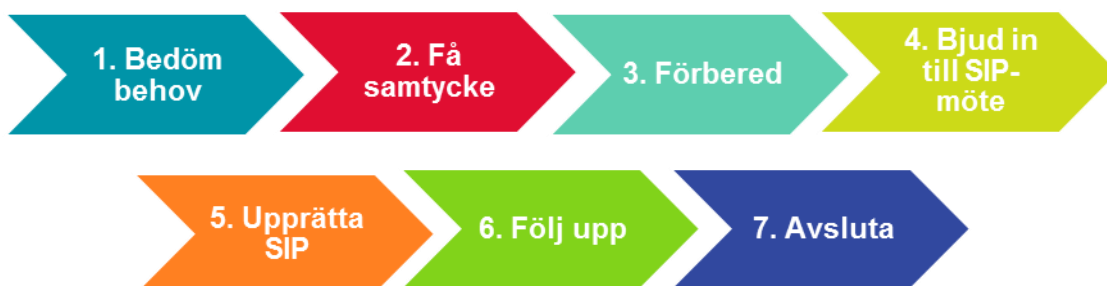 1. Bedöm
behov
2. Få
samtycke
3. Förbered
4. Bjud in
till SIP-
möte
5. Upprätta
SIP
6. Följ upp
7. Avsluta